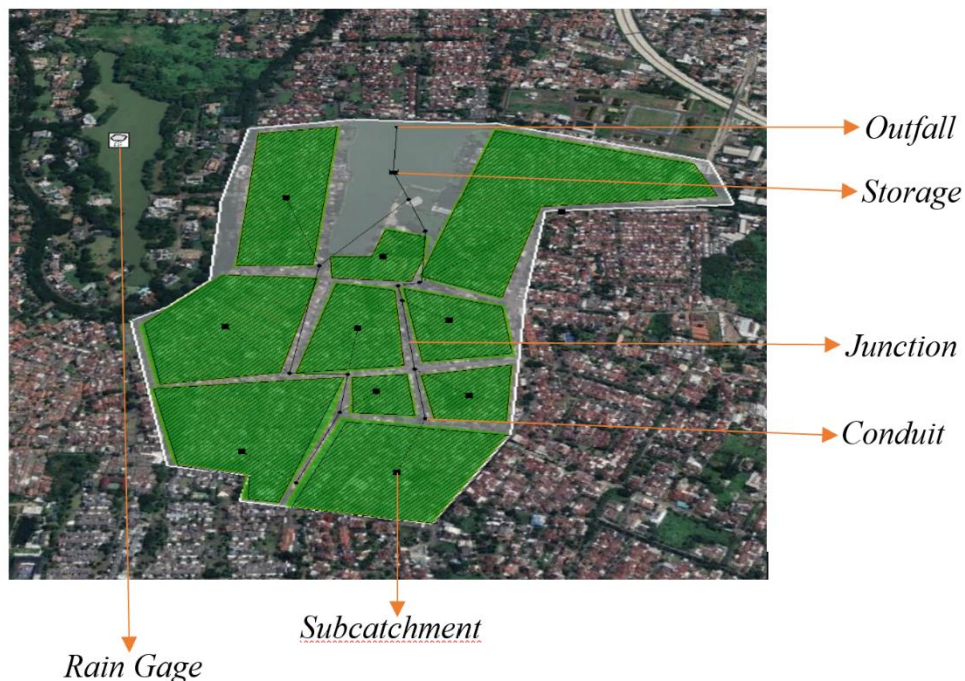 Outfall
Storage
Junction
Conduit
Subcatchment
Rain Gage